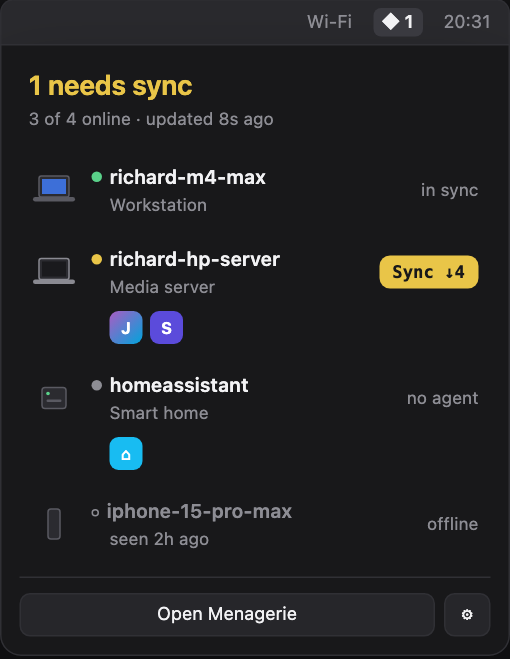 Wi-Fi ◆ 1 20:31
1 needs sync
3 of 4 online · updated 8s ago
richard-m4-max
Workstation
in sync
richard-hp-server
Media server
Sync ↓4
J S
homeassistant
Smart home
no agent
iphone-15-pro-max
seen 2h ago
offline
Open Menagerie